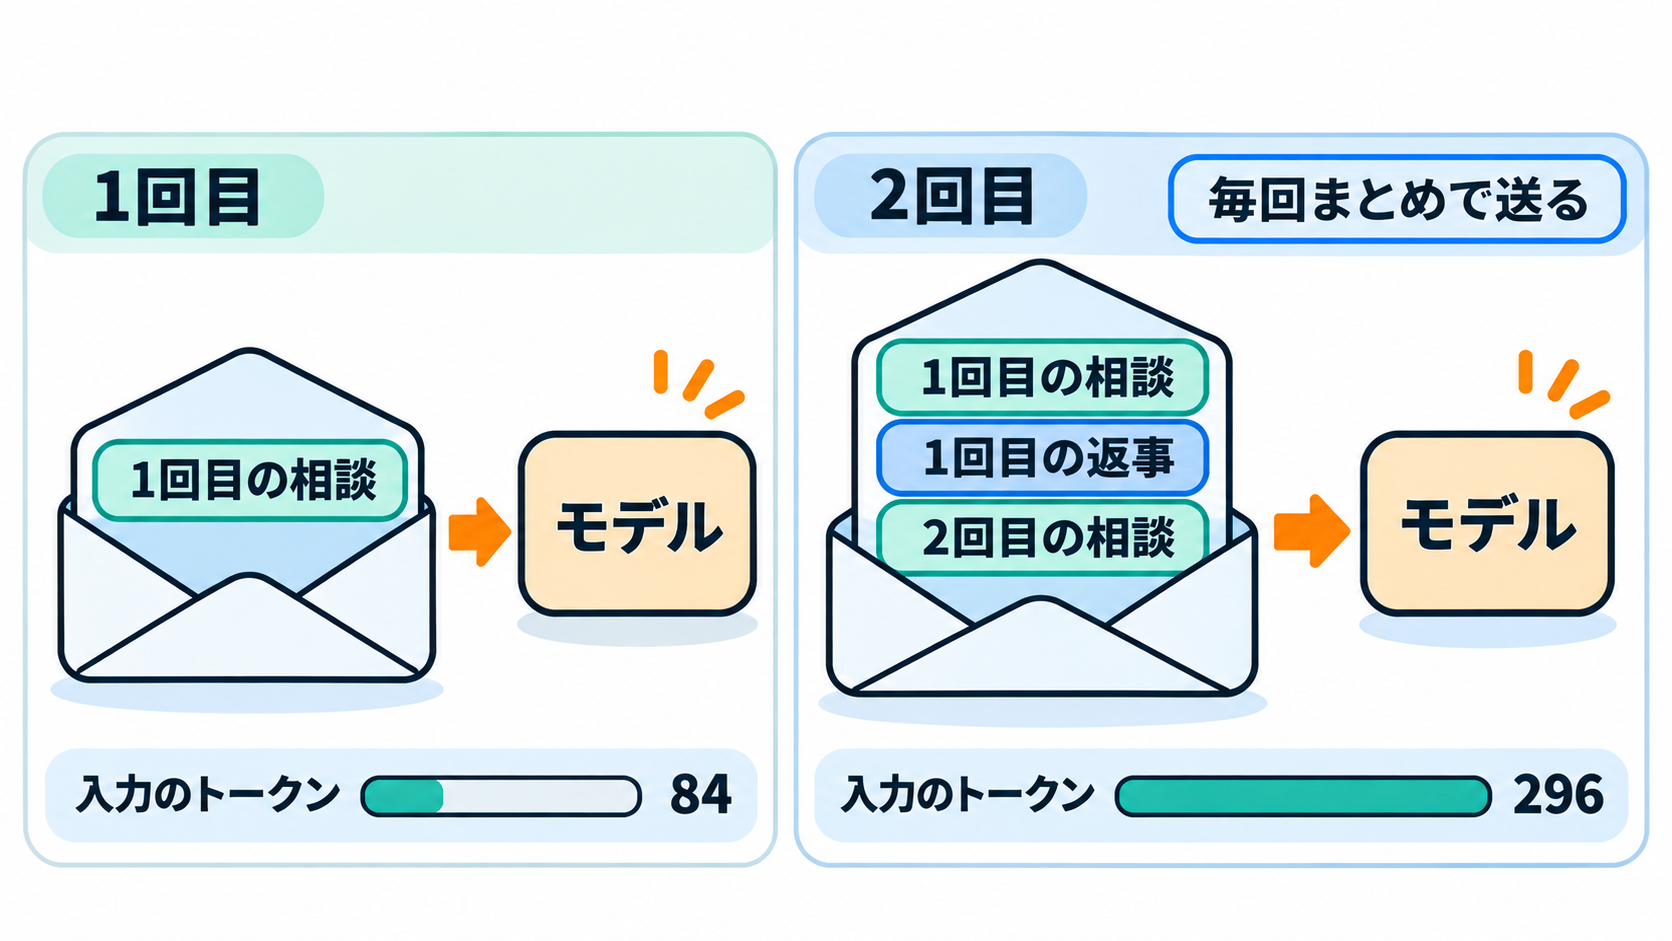 1回目
1回目の相談
モデル
入力のトークン 84
2回目
毎回まとめで送る
1回目の相談
1回目の返事
2回目の相談
モデル
入力のトークン 296